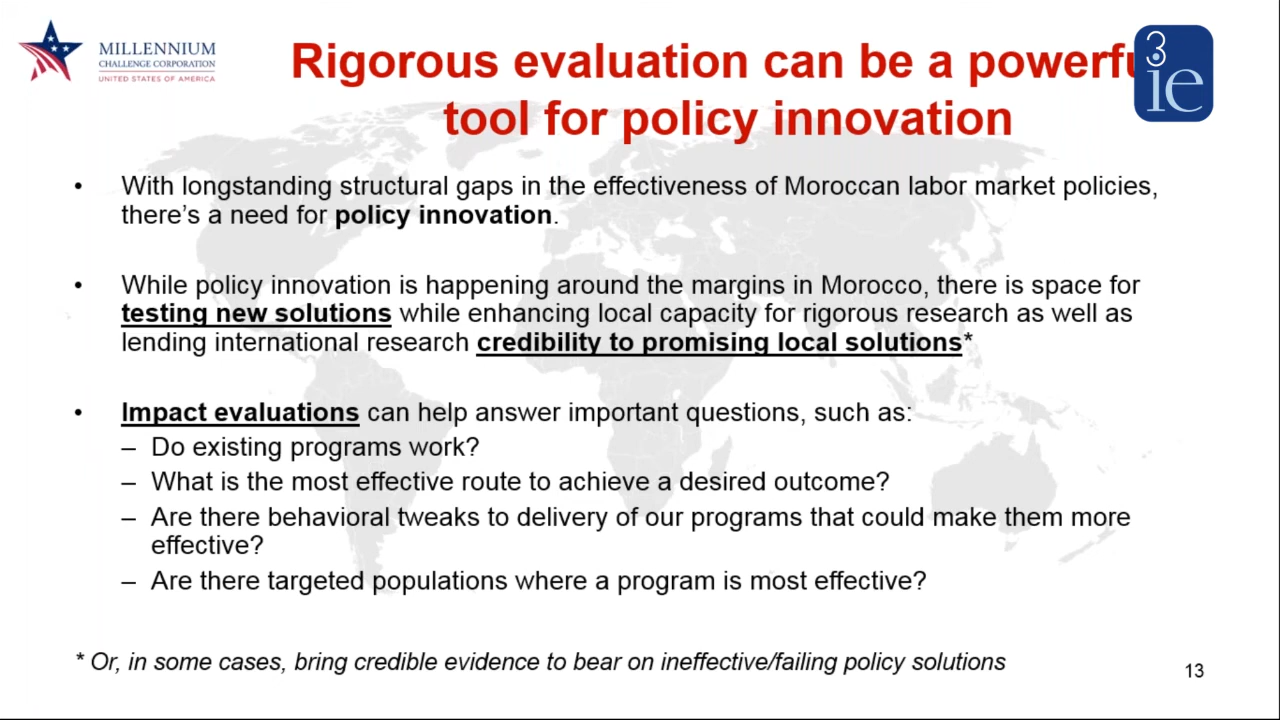 MILLENNIUM
CHALLENGE CORPORATION
UNITED STATES OF AMERICA
Rigorous evaluation can be a powerfu
tool for policy innovation
3
ie
• With longstanding structural gaps in the effectiveness of Moroccan labor market policies,
there's a need for policy innovation.
• While policy innovation is happening around the margins in Morocco, there is space for
testing new solutions while enhancing local capacity for rigorous research as well as
lending international research credibility to promising local solutions*
• Impact evaluations can help answer important questions, such as:
– Do existing programs work?
– What is the most effective route to achieve a desired outcome?
– Are there behavioral tweaks to delivery of our programs that could make them more
effective?
– Are there targeted populations where a program is most effective?
* Or, in some cases, bring credible evidence to bear on ineffective/failing policy solutions
13